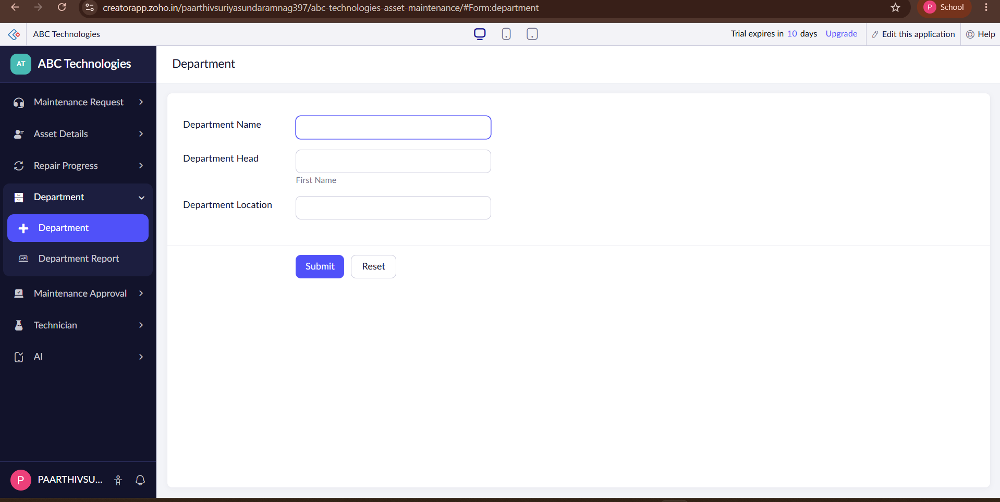 creatorapp.zoho.in/paarthivsuriyasundaramnag397/abc-technologies-asset-maintenance/#Form:department
P School
ABC Technologies
Trial expires in 10 days Upgrade
Edit this application
Help
AT ABC Technologies
Department
Maintenance Request
Asset Details
Repair Progress
Department
Department
Department Report
Maintenance Approval
Technician
AI
P PAARTHIVSU...
Department Name
Department Head
First Name
Department Location
Submit
Reset